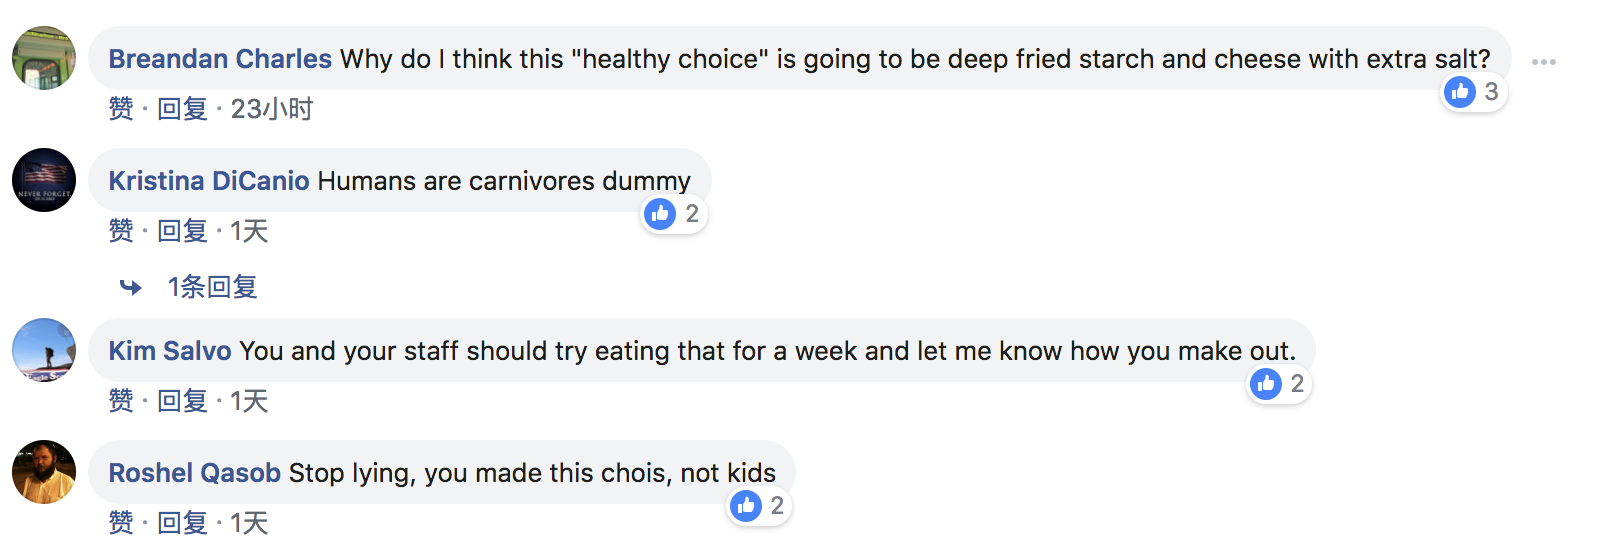 Breandan Charles Why do I think this "healthy choice" is going to be deep fried starch and cheese with extra salt?
3
赞 · 回复 · 23小时
NEVER FORGET
Kristina DiCanio Humans are carnivores dummy
2
赞 · 回复 · 1天
1条回复
Kim Salvo You and your staff should try eating that for a week and let me know how you make out.
2
赞 · 回复 · 1天
Roshel Qasob Stop lying, you made this chois, not kids
2
赞 · 回复 · 1天